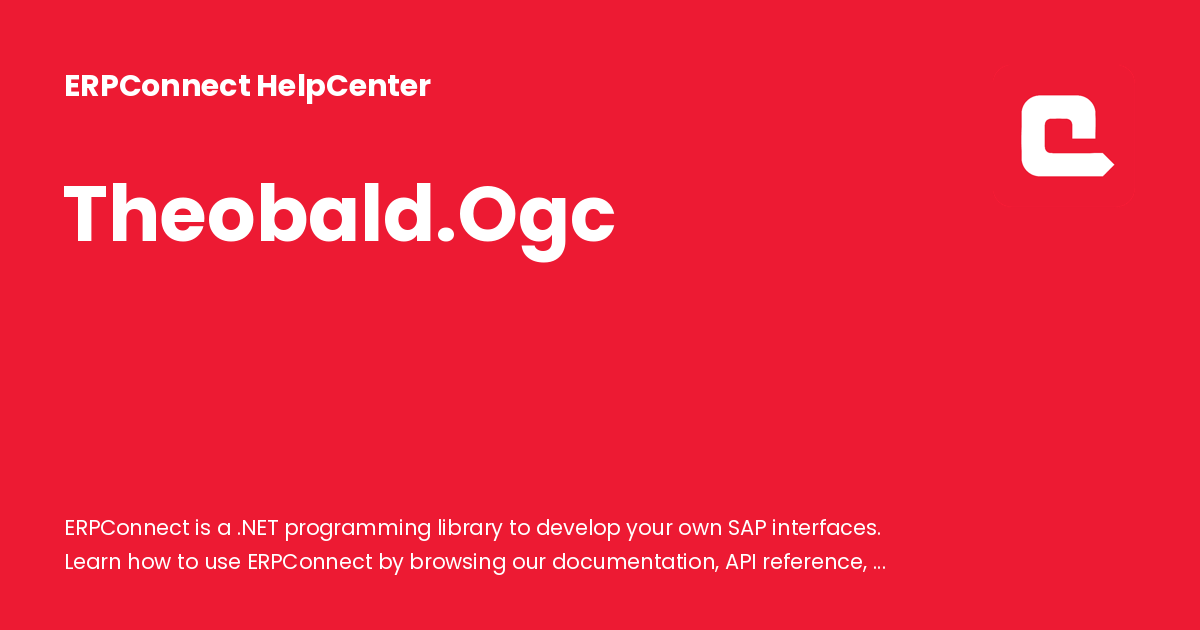 ERPConnect HelpCenter
Theobald.Ogc
ERPConnect is a .NET programming library to develop your own SAP interfaces.
Learn how to use ERPConnect by browsing our documentation, API reference, ...